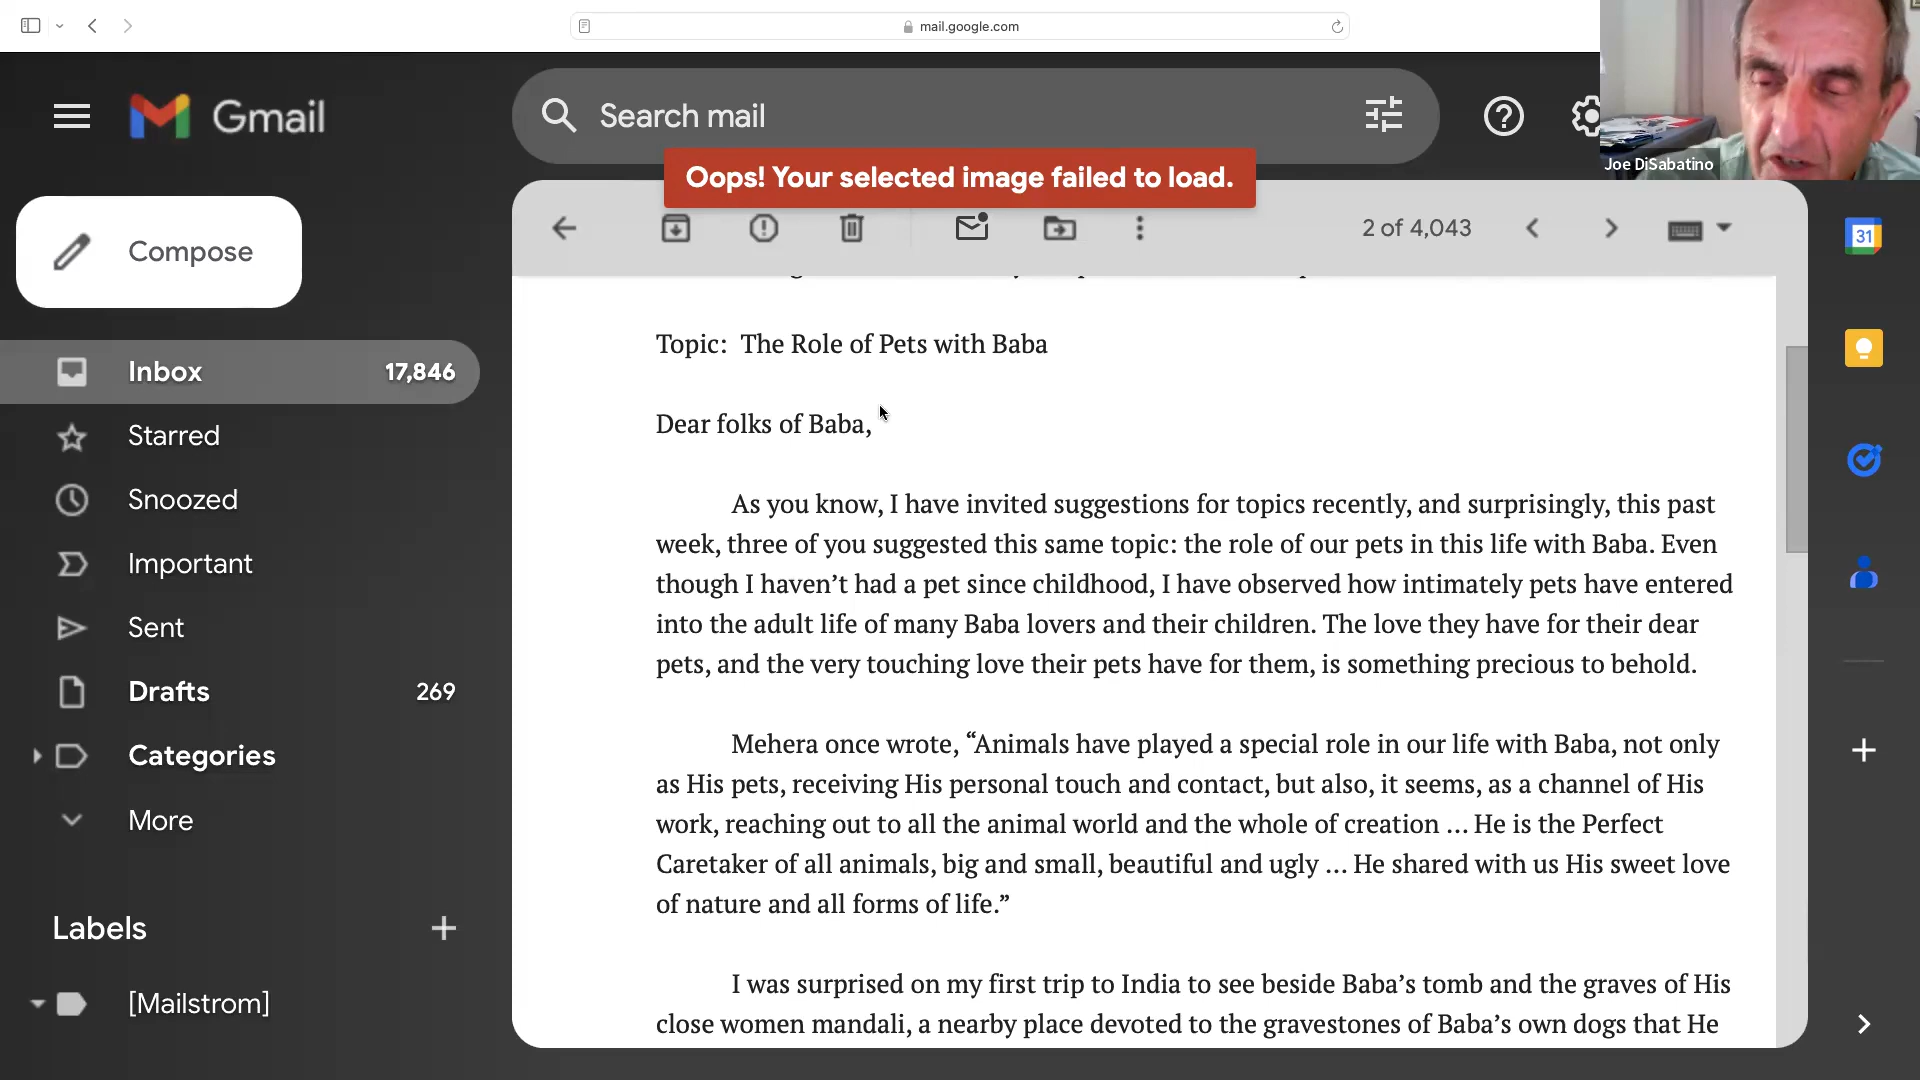 mail.google.com
Gmail
Search mail
Joe DiSabatino
Oops! Your selected image failed to load.
Compose
2 of 4,043
31
Inbox 17,846
Starred
Snoozed
Important
Sent
Drafts 269
Categories
More
Labels
[Mailstrom]
Topic: The Role of Pets with Baba
Dear folks of Baba,
As you know, I have invited suggestions for topics recently, and surprisingly, this past
week, three of you suggested this same topic: the role of our pets in this life with Baba. Even
though I haven’t had a pet since childhood, I have observed how intimately pets have entered
into the adult life of many Baba lovers and their children. The love they have for their dear
pets, and the very touching love their pets have for them, is something precious to behold.
Mehera once wrote, “Animals have played a special role in our life with Baba, not only
as His pets, receiving His personal touch and contact, but also, it seems, as a channel of His
work, reaching out to all the animal world and the whole of creation … He is the Perfect
Caretaker of all animals, big and small, beautiful and ugly … He shared with us His sweet love
of nature and all forms of life.”
I was surprised on my first trip to India to see beside Baba’s tomb and the graves of His
close women mandali, a nearby place devoted to the gravestones of Baba’s own dogs that He